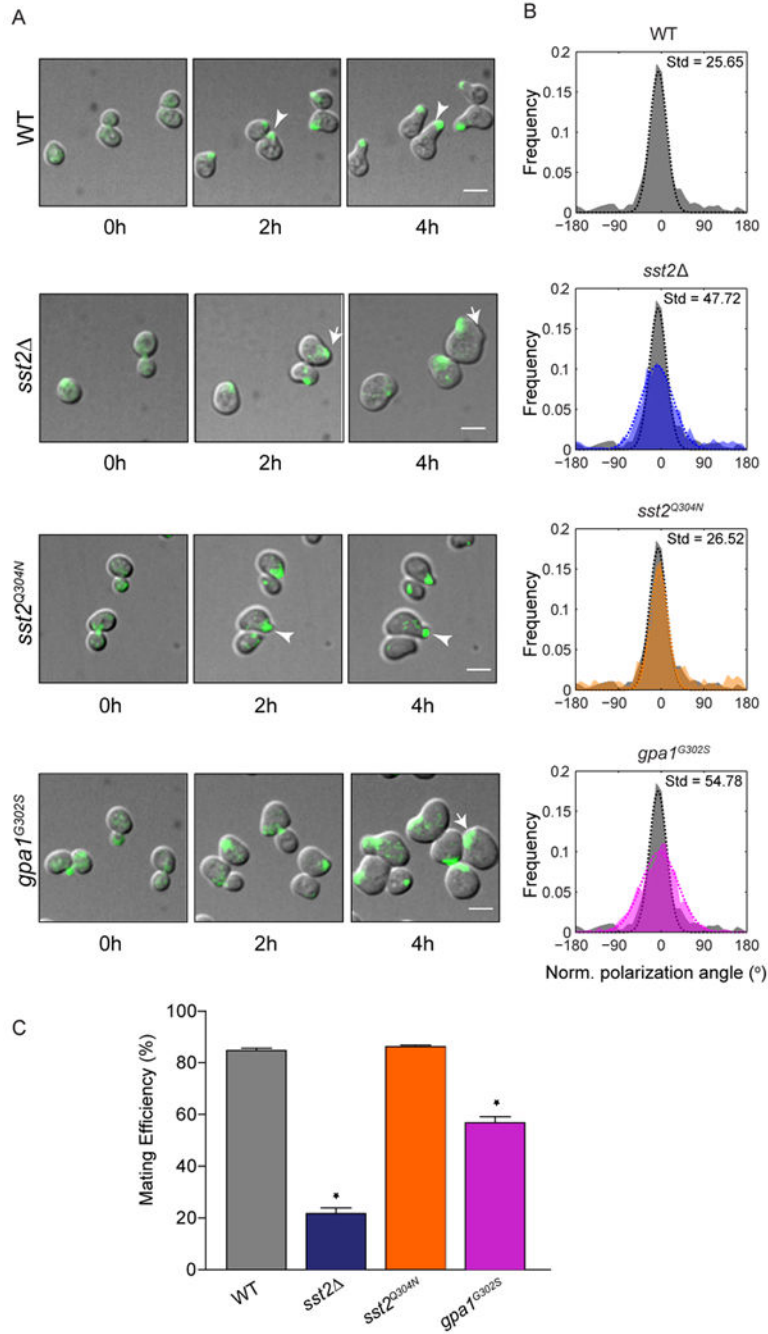 A
WT
0h 2h 4h
sst2Δ
0h 2h 4h
sst2Q304N
0h 2h 4h
gpa1G302S
0h 2h 4h
B
WT
0.2
Std = 25.65
0.15
0.1
0.05
0
Frequency
−180 −90 0 90 180
sst2Δ
0.2
Std = 47.72
0.15
0.1
0.05
0
Frequency
−180 −90 0 90 180
sst2Q304N
0.2
Std = 26.52
0.15
0.1
0.05
0
Frequency
−180 −90 0 90 180
gpa1G302S
0.2
Std = 54.78
0.15
0.1
0.05
0
Frequency
−180 −90 0 90 180
Norm. polarization angle (º)
C
Mating Efficiency (%)
100
80
60
40
20
0
*
*
WT sst2Δ sst2Q304N gpa1G302S